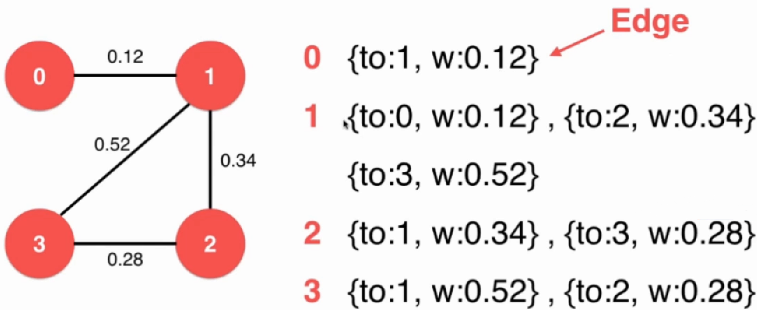 Edge
0 {to:1, w:0.12}
1 {to:0, w:0.12} , {to:2, w:0.34}
{to:3, w:0.52}
2 {to:1, w:0.34} , {to:3, w:0.28}
3 {to:1, w:0.52} , {to:2, w:0.28}
0
0.12
1
0.52
0.34
3
0.28
2